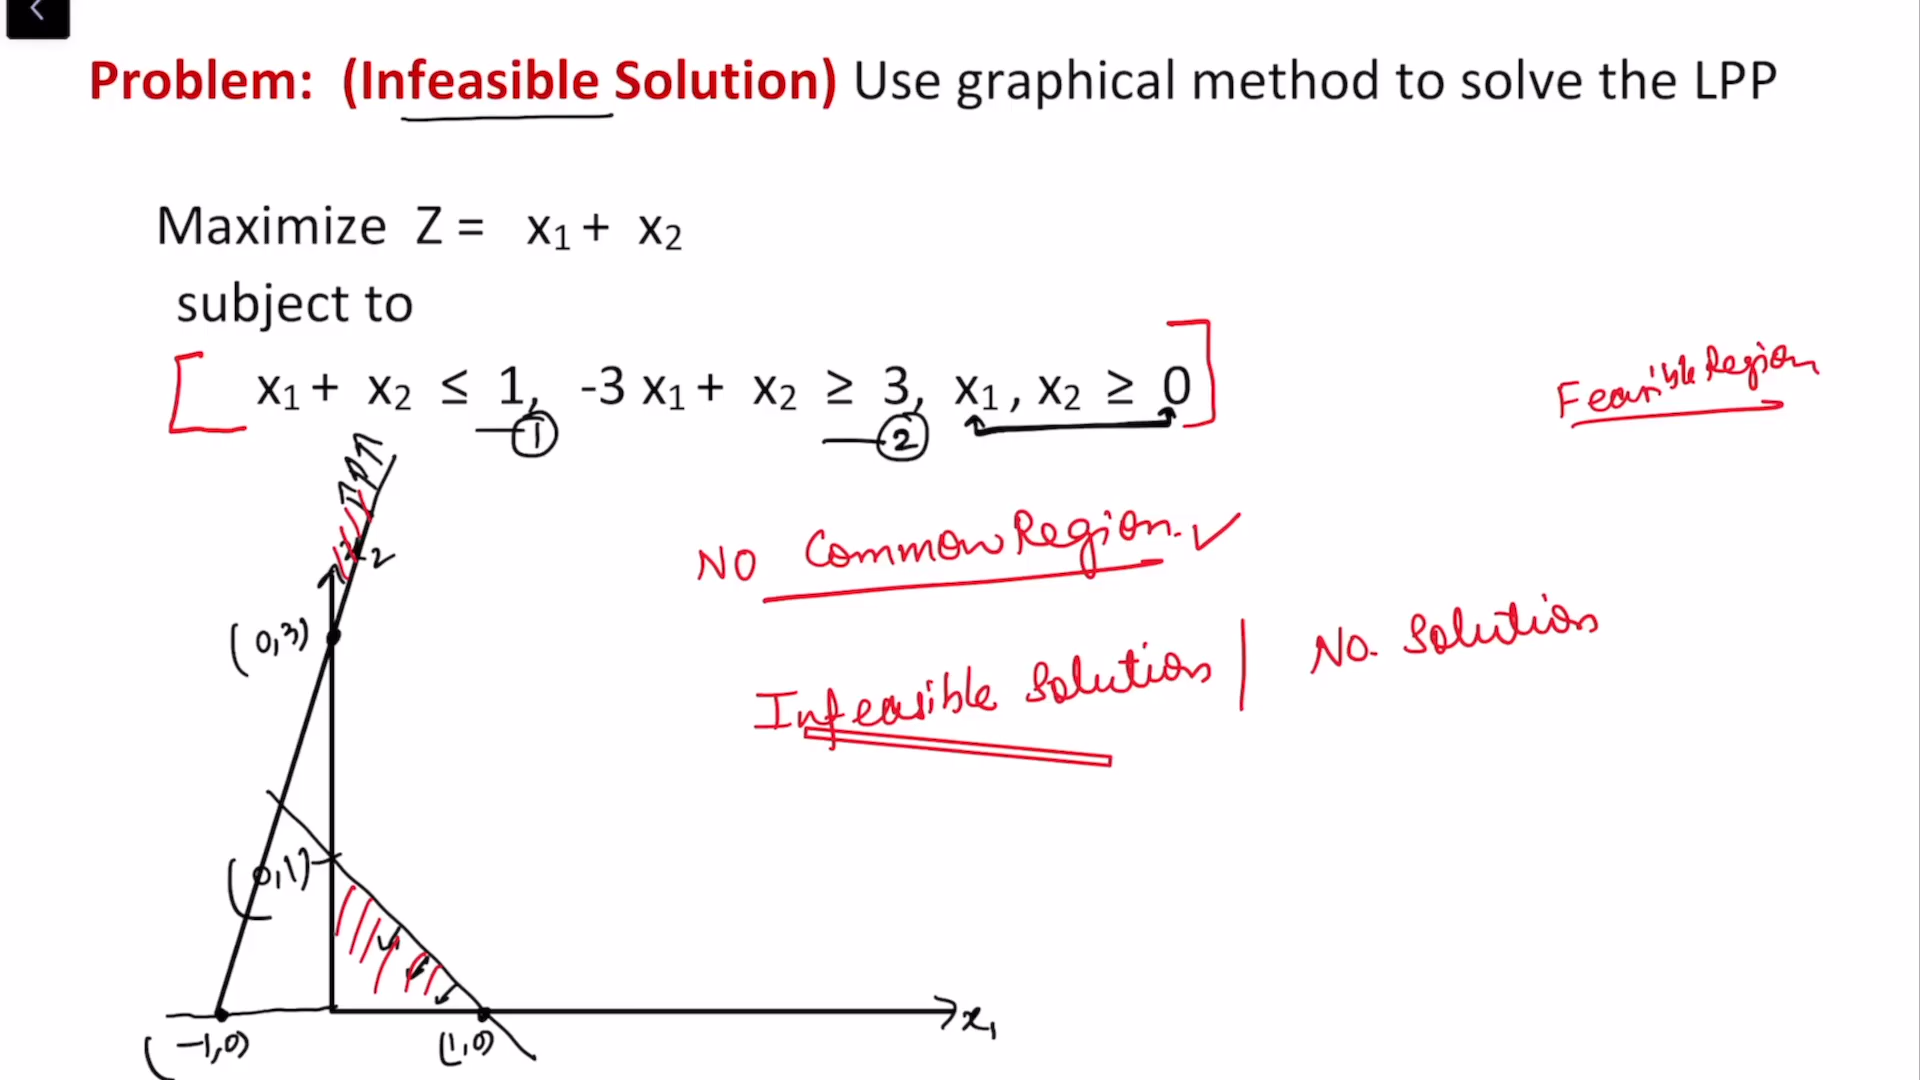 Problem: (Infeasible Solution) Use graphical method to solve the LPP
Maximize Z = x₁ + x₂
subject to
x₁ + x₂ ≤ 1, -3 x₁ + x₂ ≥ 3, x₁ , x₂ ≥ 0
Feasible Region
1
2
No Common Region.
x₂
(0,3)
Infeasible Solution | No. Solution
(0,1)
x₁
(-1,0)
(1,0)